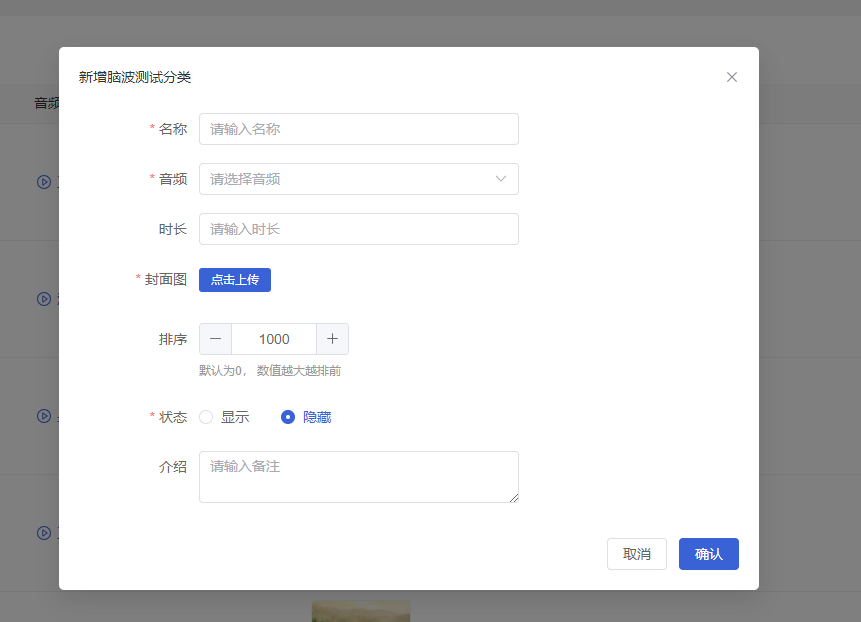 新增脑波测试分类
音频
* 名称 请输入名称
* 音频 请选择音频
时长 请输入时长
* 封面图 点击上传
排序 1000
默认为0， 数值越大越排前
* 状态 显示 隐藏
介绍 请输入备注
取消 确认